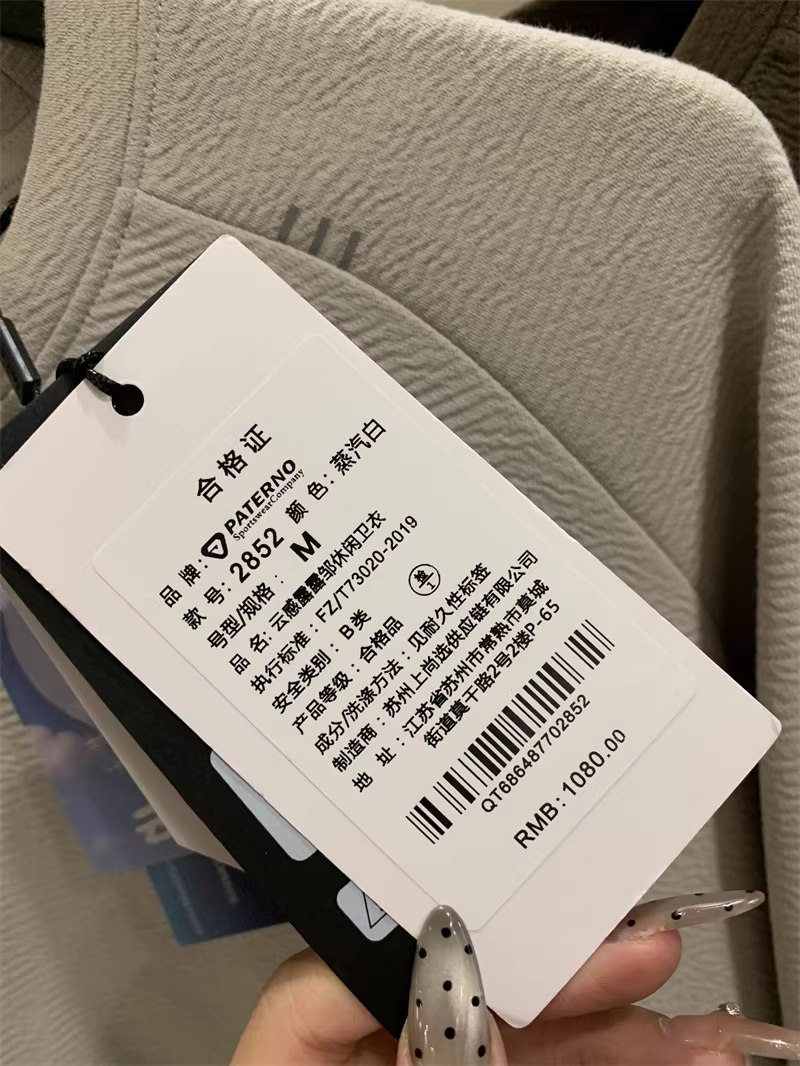 合格证
品 牌: PATERNO
SportswearCompany
款 号: 2852 颜 色: 蒸汽白
号型/规格: M
品 名: 云感露露邹休闲卫衣
执行标准: FZ/T73020-2019
安全类别: B类
产品等级: 合格品 检 1
成分/洗涤方法: 见耐久性标签
制造商: 苏州上尚选供应链有限公司
地 址: 江苏省苏州市常熟市莫城
街道莫干路2号2楼P-65
QT686487702852
RMB:1080.00